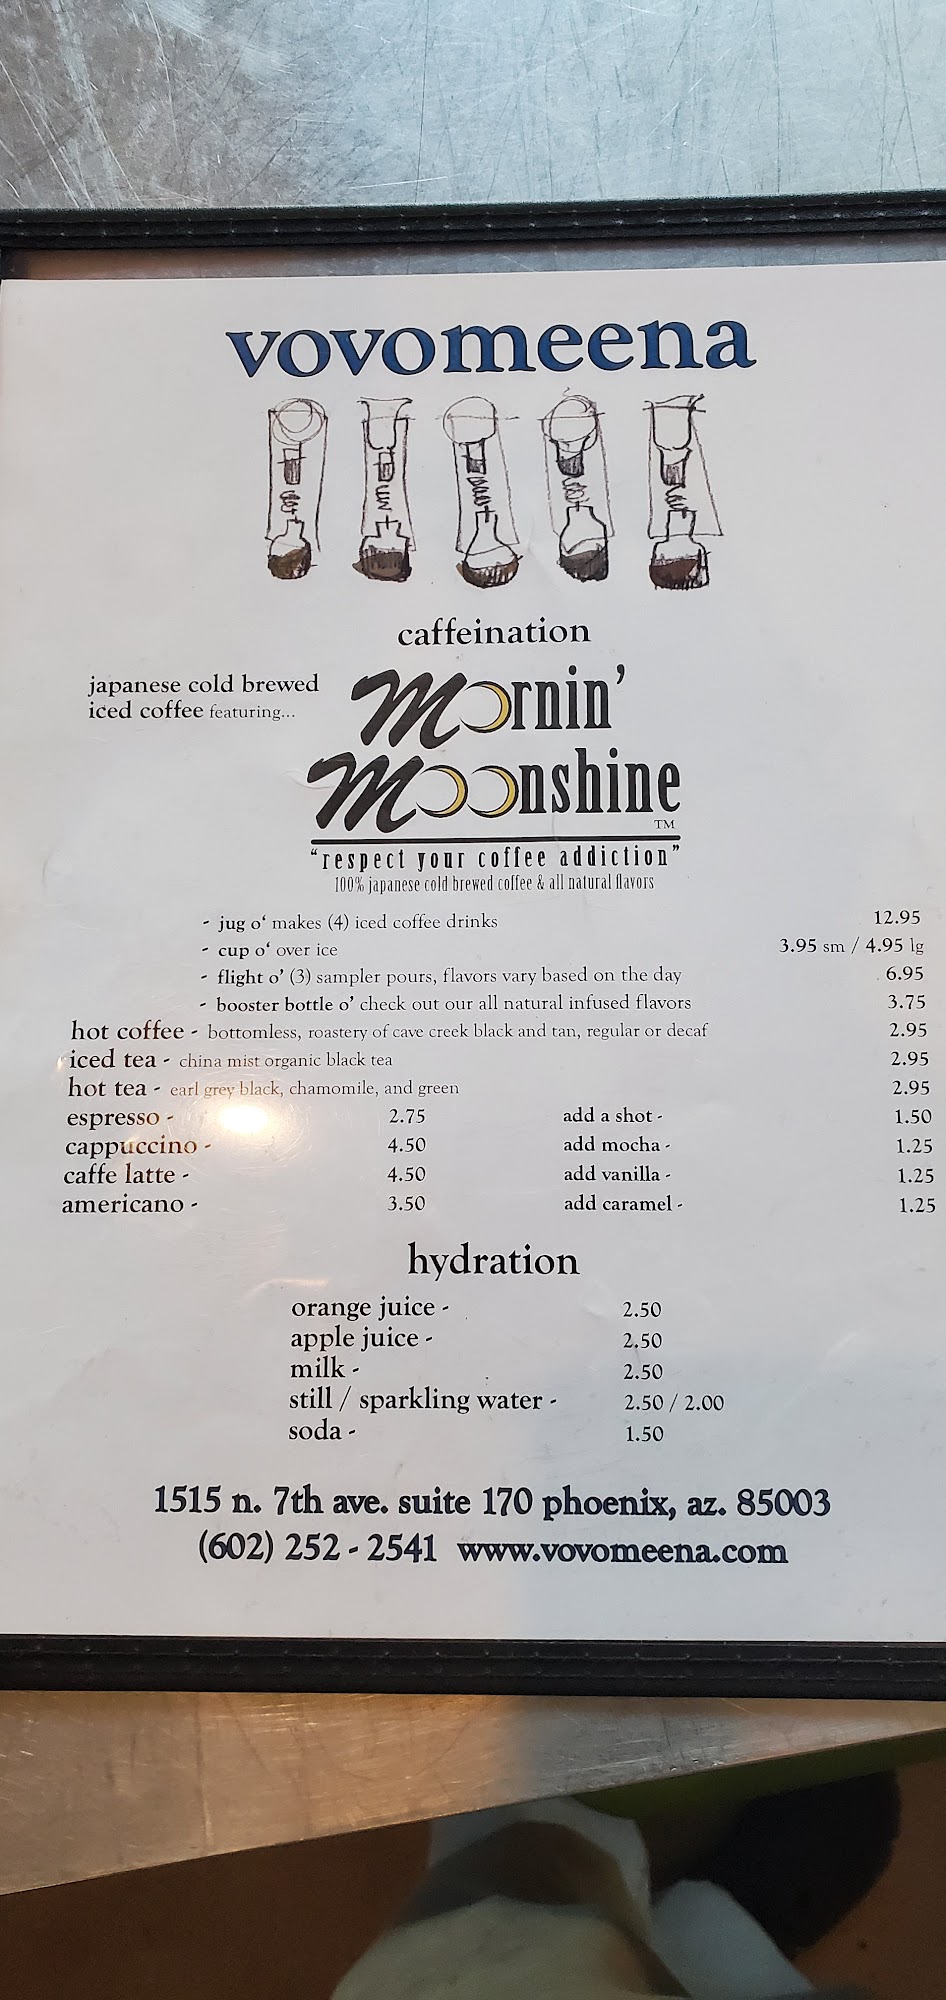 vovomeena
caffeination
japanese cold brewed
iced coffee featuring...
Mornin'
Moonshine
TM
"respect your coffee addiction"
100% japanese cold brewed coffee & all natural flavors
- jug o' makes (4) iced coffee drinks 12.95
- cup o' over ice 3.95 sm / 4.95 lg
- flight o' (3) sampler pours, flavors vary based on the day 6.95
- booster bottle o' check out our all natural infused flavors 3.75
hot coffee - bottomless, roastery of cave creek black and tan, regular or decaf 2.95
iced tea - china mist organic black tea 2.95
hot tea - earl grey black, chamomile, and green 2.95
espresso - 2.75 add a shot - 1.50
cappuccino - 4.50 add mocha - 1.25
caffe latte - 4.50 add vanilla - 1.25
americano - 3.50 add caramel - 1.25
hydration
orange juice - 2.50
apple juice - 2.50
milk - 2.50
still / sparkling water - 2.50 / 2.00
soda - 1.50
1515 n. 7th ave. suite 170 phoenix, az. 85003
(602) 252 - 2541 www.vovomeena.com